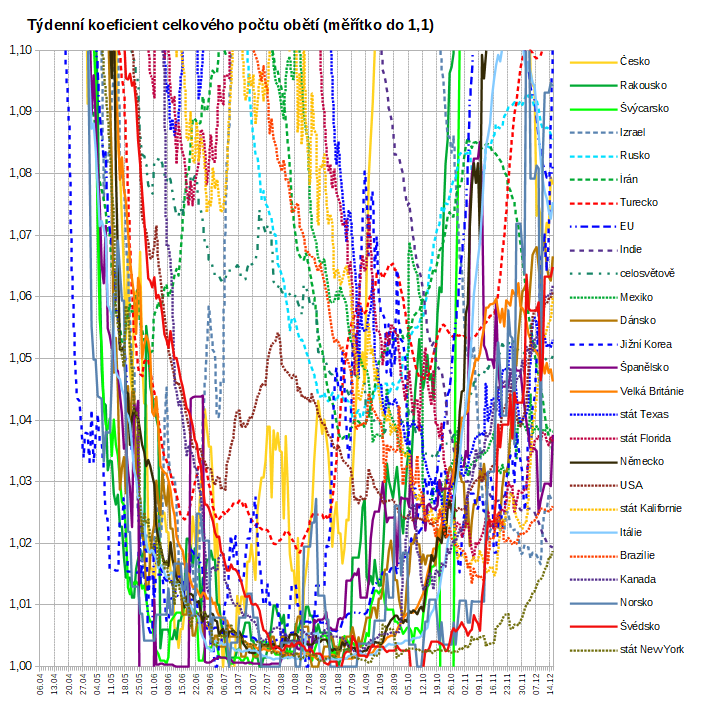 Týdenní koeficient celkového počtu obětí (měřítko do 1,1)
1,10
1,09
1,08
1,07
1,06
1,05
1,04
1,03
1,02
1,01
1,00
06.04
13.04
20.04
27.04
04.05
11.05
18.05
25.05
01.06
08.06
15.06
22.06
29.06
06.07
13.07
20.07
27.07
03.08
10.08
17.08
24.08
31.08
07.09
14.09
21.09
28.09
05.10
12.10
19.10
26.10
02.11
09.11
16.11
23.11
30.11
07.12
14.12
Česko
Rakousko
Švýcarsko
Izrael
Rusko
Irán
Turecko
EU
Indie
celosvětově
Mexiko
Dánsko
Jižní Korea
Španělsko
Velká Británie
stát Texas
stát Florida
Německo
USA
stát Kalifornie
Itálie
Brazílie
Kanada
Norsko
Švédsko
stát New York